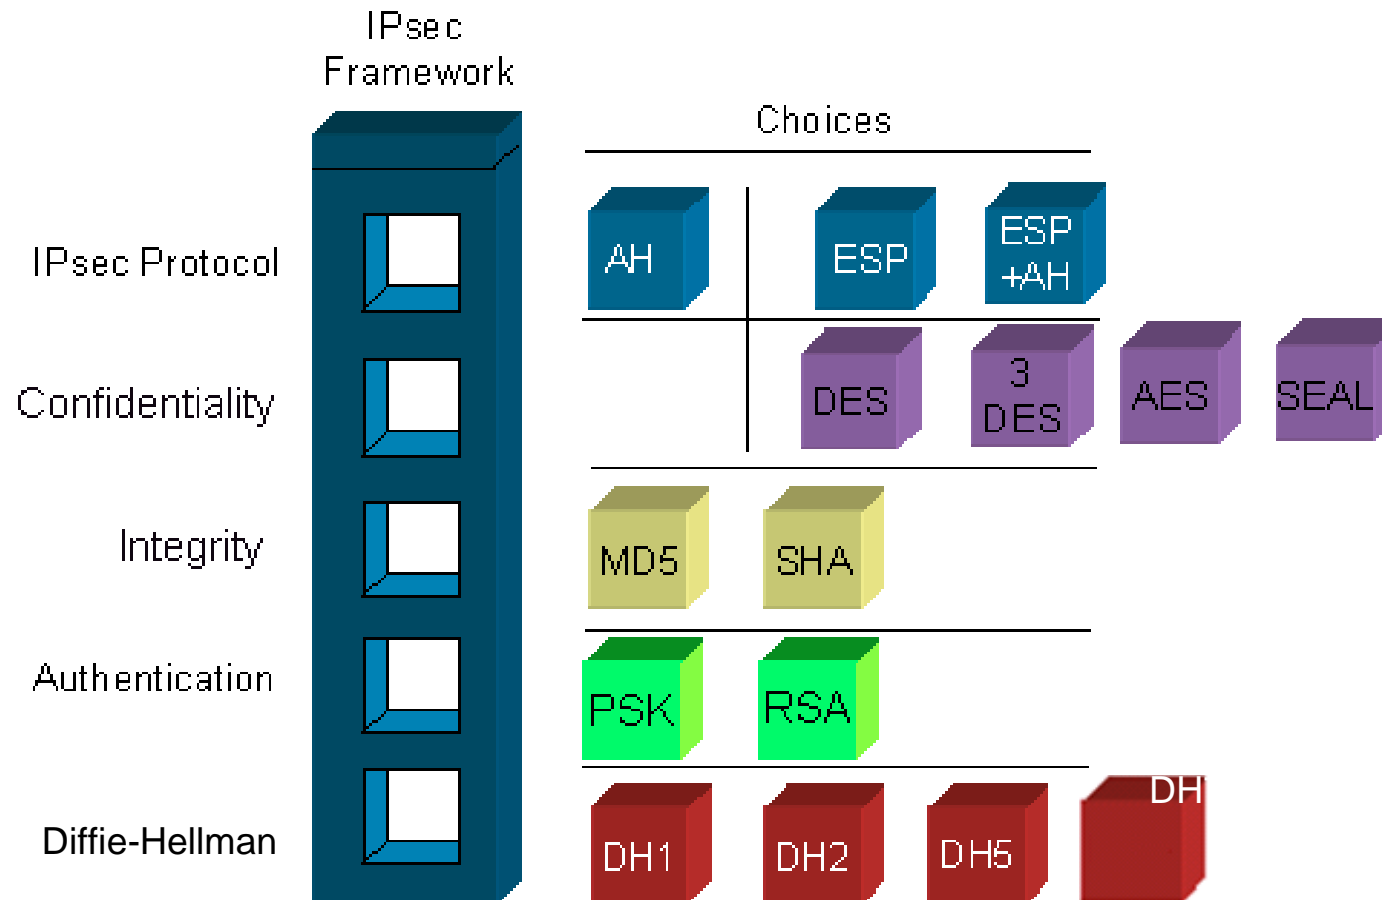 IPsec
Framework
Choices
IPsec Protocol
AH
ESP
ESP
+AH
Confidentiality
DES
3
DES
AES
SEAL
Integrity
MD5
SHA
Authentication
PSK
RSA
Diffie-Hellman
DH1
DH2
DH5
DH